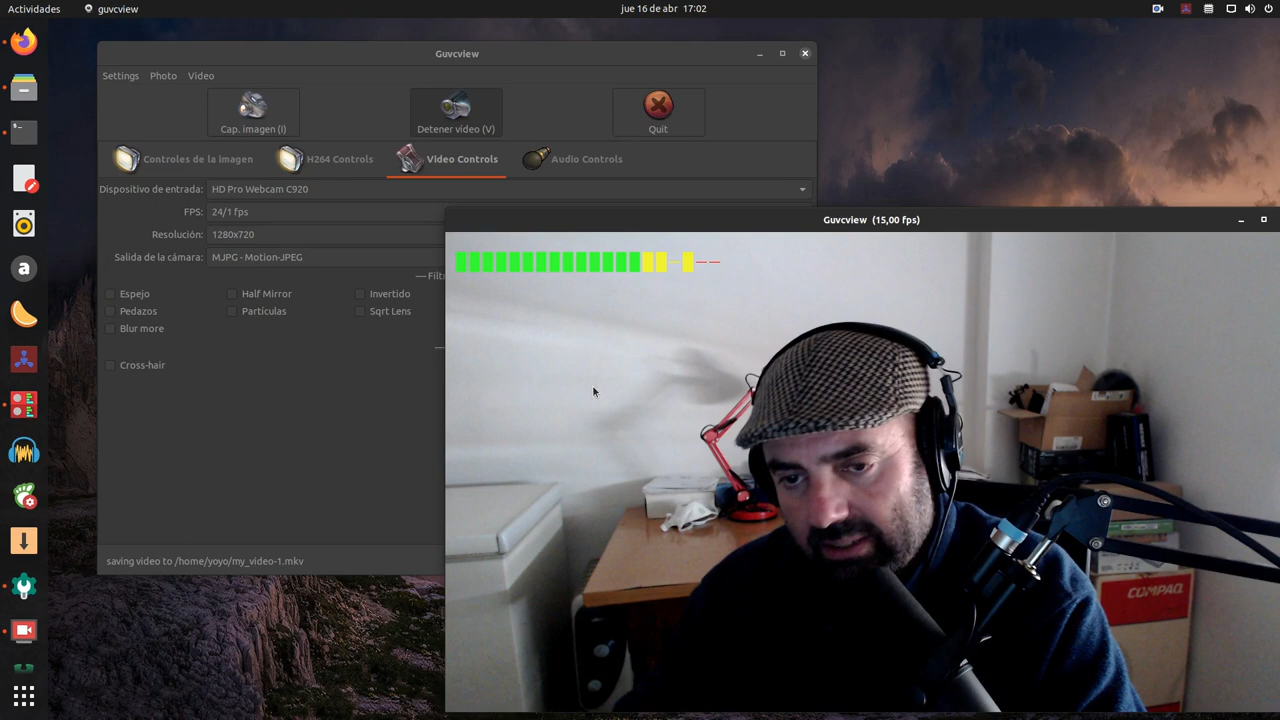 Actividades guvcview jue 16 de abr 17:02
Guvcview
Settings Photo Video
Cap. imagen (I) Detener vídeo (V) Quit
Controles de la imagen H264 Controls Video Controls Audio Controls
Dispositivo de entrada: HD Pro Webcam C920
FPS: 24/1 fps
Guvcview (15,00 fps)
Resolución: 1280x720
Salida de la cámara: MJPG - Motion-JPEG
Espejo Half Mirror Invertido
Pedazos Partículas Sqrt Lens
Blur more
Cross-hair
saving video to /home/yoyo/my_video-1.mkv
COMPAQ